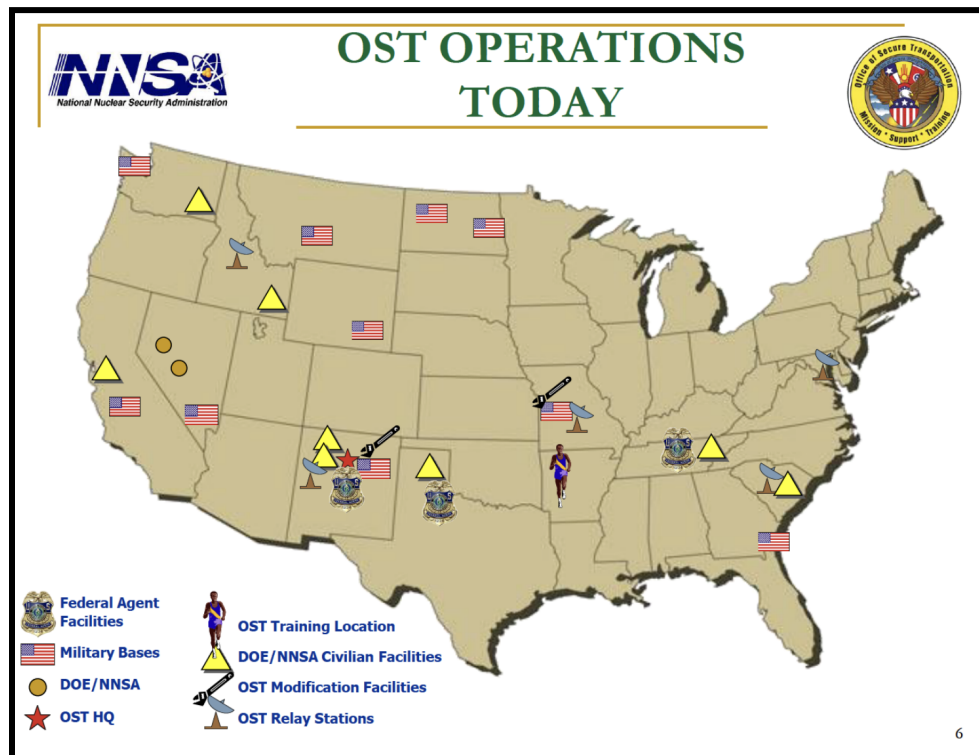 NNSA
National Nuclear Security Administration
OST OPERATIONS
TODAY
Office of Secure Transportation
Mission • Support • Training
Federal Agent
Facilities
Military Bases
DOE/NNSA
OST HQ
OST Training Location
DOE/NNSA Civilian Facilities
OST Modification Facilities
OST Relay Stations
6